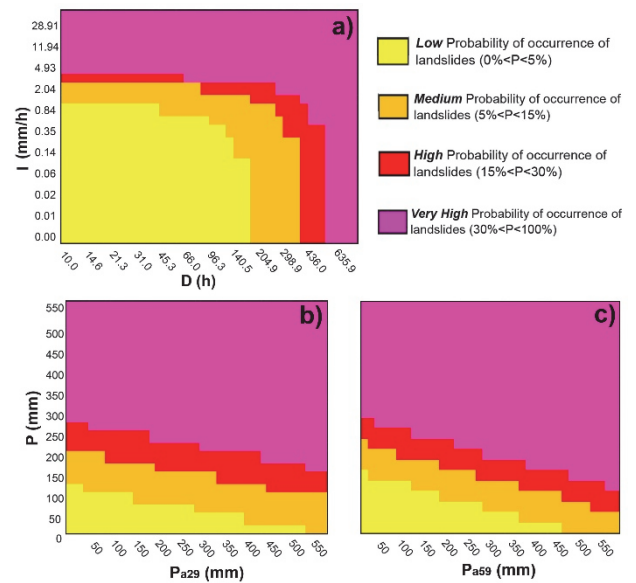 a)
28.91
11.94
4.93
2.04
0.84
0.35
0.14
0.06
0.02
0.01
0.00
I (mm/h)
10.0 14.6 21.3 31.0 45.3 66.0 96.3 140.5 204.9 298.9 436.0 635.9
D (h)
Low Probability of occurrence of
landslides (0%<P<5%)
Medium Probability of occurrence of
landslides (5%<P<15%)
High Probability of occurrence of
landslides (15%<P<30%)
Very High Probability of occurrence of
landslides (30%<P<100%)
b)
550
500
450
400
350
300
250
200
150
100
50
0
P (mm)
50 100 150 200 250 300 350 400 450 500 550
Pa29 (mm)
c)
50 100 150 200 250 300 350 400 450 500 550
Pa59 (mm)